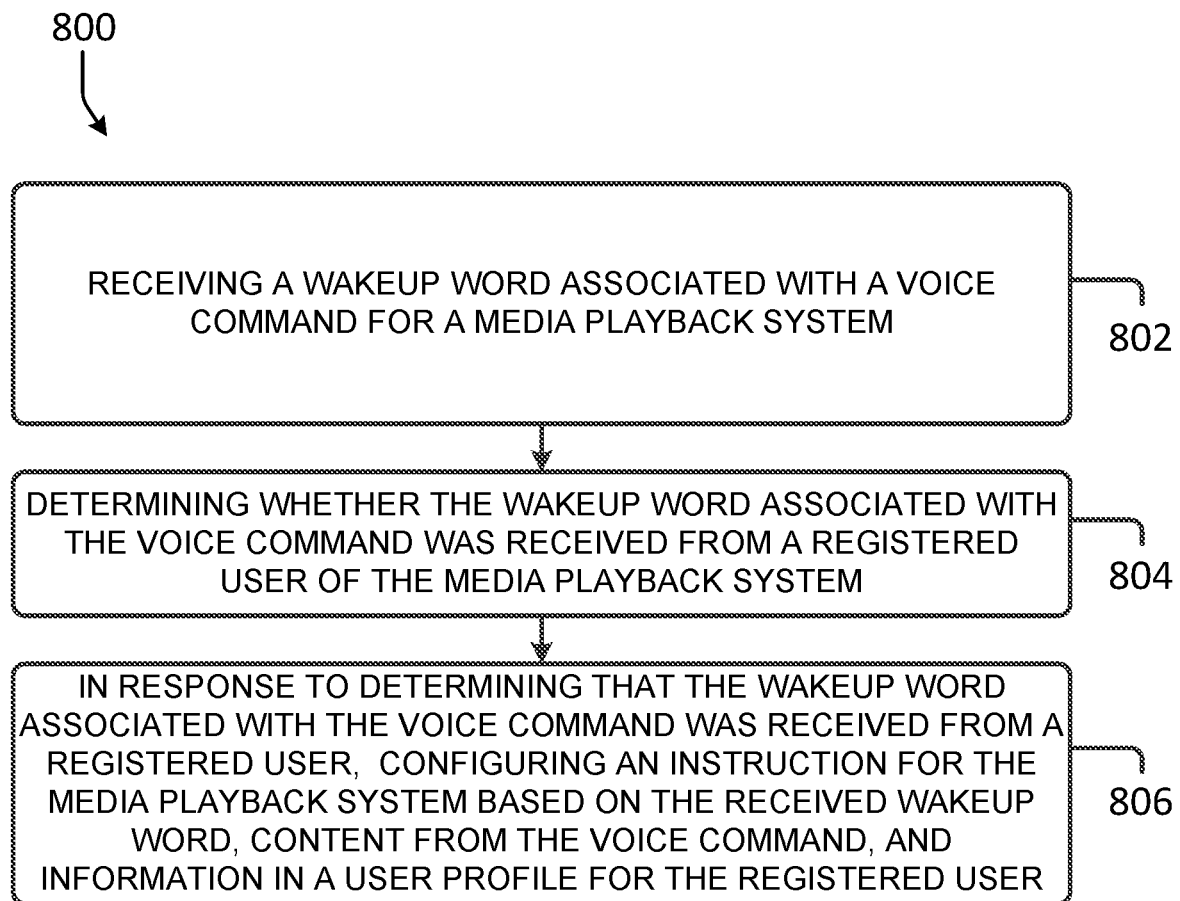 800
RECEIVING A WAKEUP WORD ASSOCIATED WITH A VOICE
COMMAND FOR A MEDIA PLAYBACK SYSTEM
802
DETERMINING WHETHER THE WAKEUP WORD ASSOCIATED WITH
THE VOICE COMMAND WAS RECEIVED FROM A REGISTERED
USER OF THE MEDIA PLAYBACK SYSTEM
804
IN RESPONSE TO DETERMINING THAT THE WAKEUP WORD
ASSOCIATED WITH THE VOICE COMMAND WAS RECEIVED FROM A
REGISTERED USER, CONFIGURING AN INSTRUCTION FOR THE
MEDIA PLAYBACK SYSTEM BASED ON THE RECEIVED WAKEUP
WORD, CONTENT FROM THE VOICE COMMAND, AND
INFORMATION IN A USER PROFILE FOR THE REGISTERED USER
806